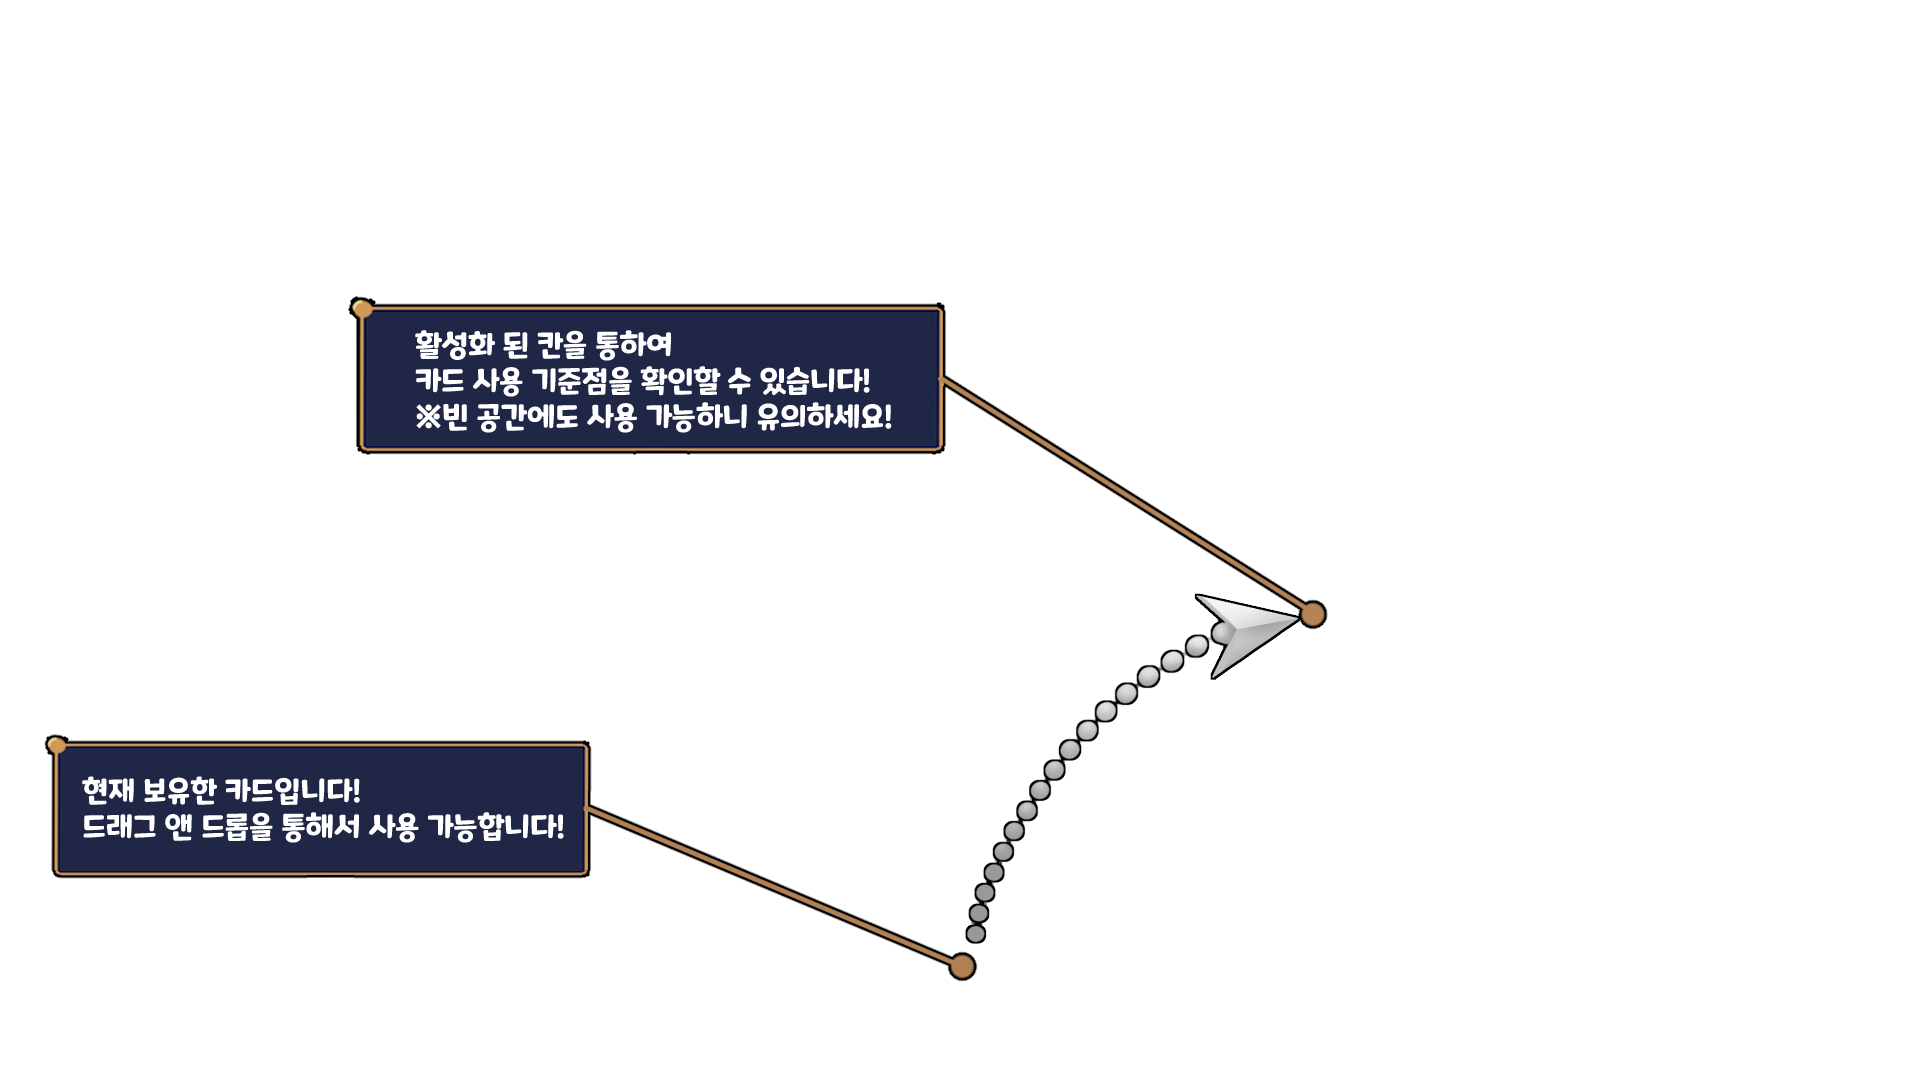 활성화 된 칸을 통하여
카드 사용 기준점을 확인할 수 있습니다!
※빈 공간에도 사용 가능하니 유의하세요!
현재 보유한 카드입니다!
드래그 앤 드롭을 통해서 사용 가능합니다!